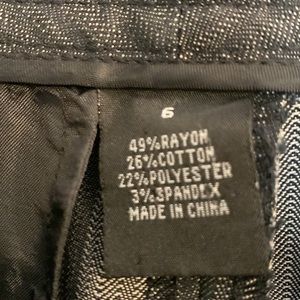 6
49%RAYON
26%COTTON
22%POLYESTER
3%SPANDEX
MADE IN CHINA